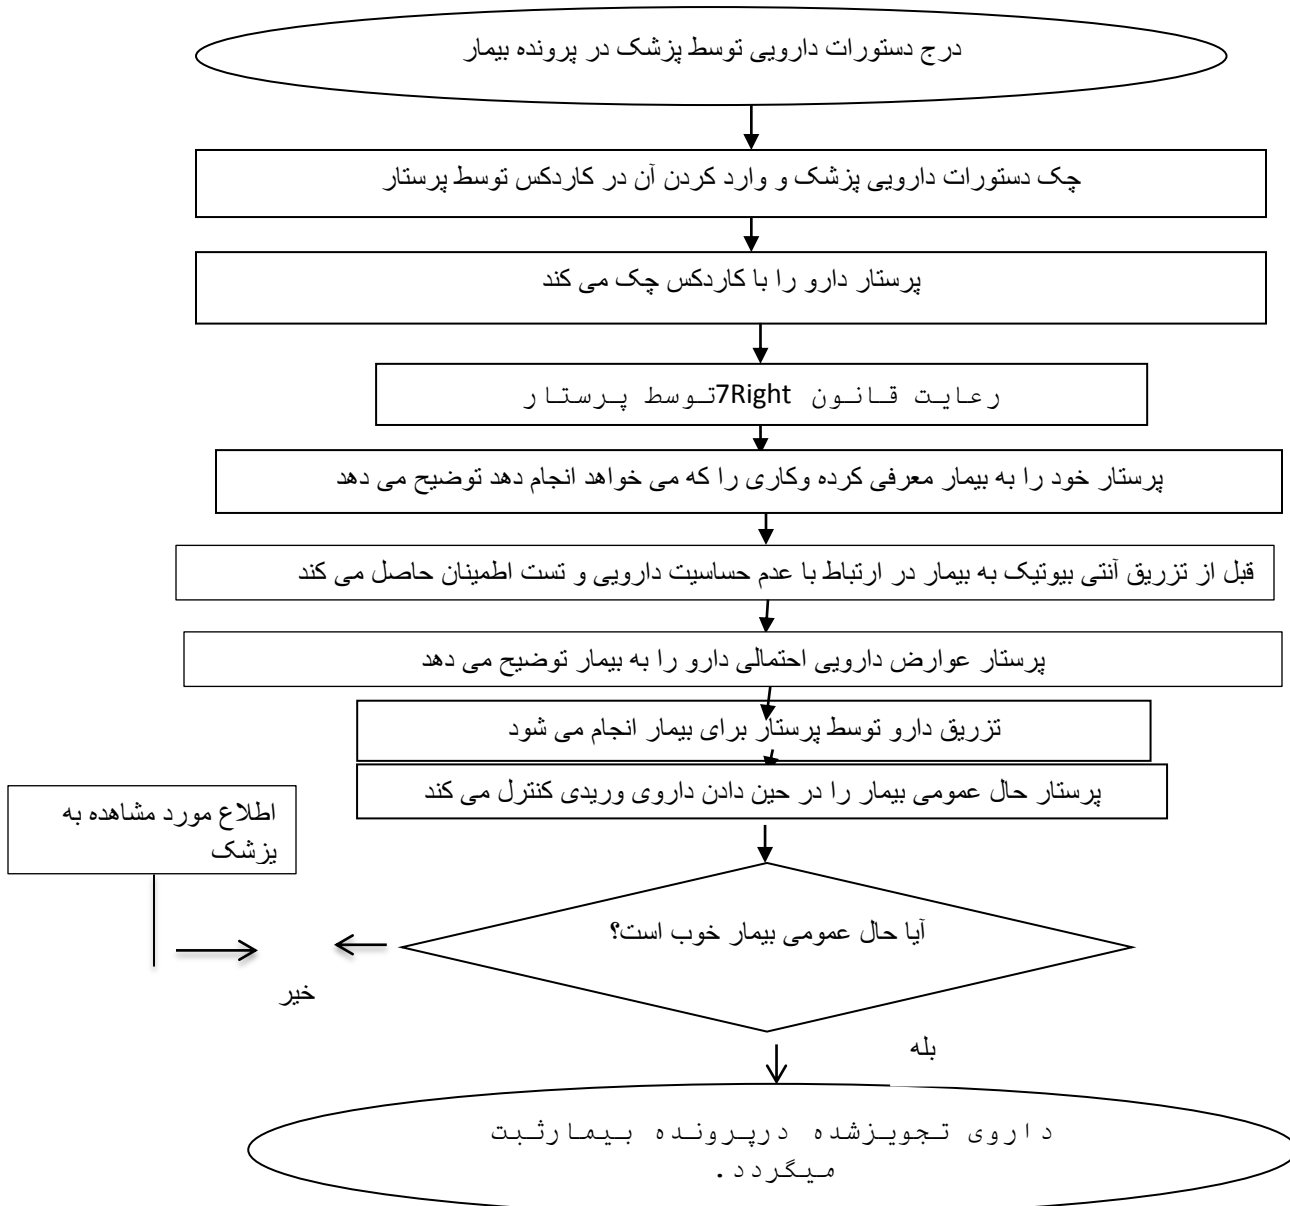 درج دستورات دارویی توسط پزشک در پرونده بیمار
چک دستورات دارویی پزشک و وارد کردن آن در کاردکس توسط پرستار
پرستار دارو را با کاردکس چک می کند
رعایت قانون 7Rightتوسط پرستار
پرستار خود را به بیمار معرفی کرده وکاری را که می خواهد انجام دهد توضیح می دهد
قبل از تزریق آنتی بیوتیک به بیمار در ارتباط با عدم حساسیت دارویی و تست اطمینان حاصل می کند
پرستار عوارض دارویی احتمالی دارو را به بیمار توضیح می دهد
تزریق دارو توسط پرستار برای بیمار انجام می شود
پرستار حال عمومی بیمار را در حین دادن داروی وریدی کنترل می کند
اطلاع مورد مشاهده به
پزشک
آیا حال عمومی بیمار خوب است؟
خیر
بله
داروی تجویزشده درپرونده بیمارثبت
میگردد.